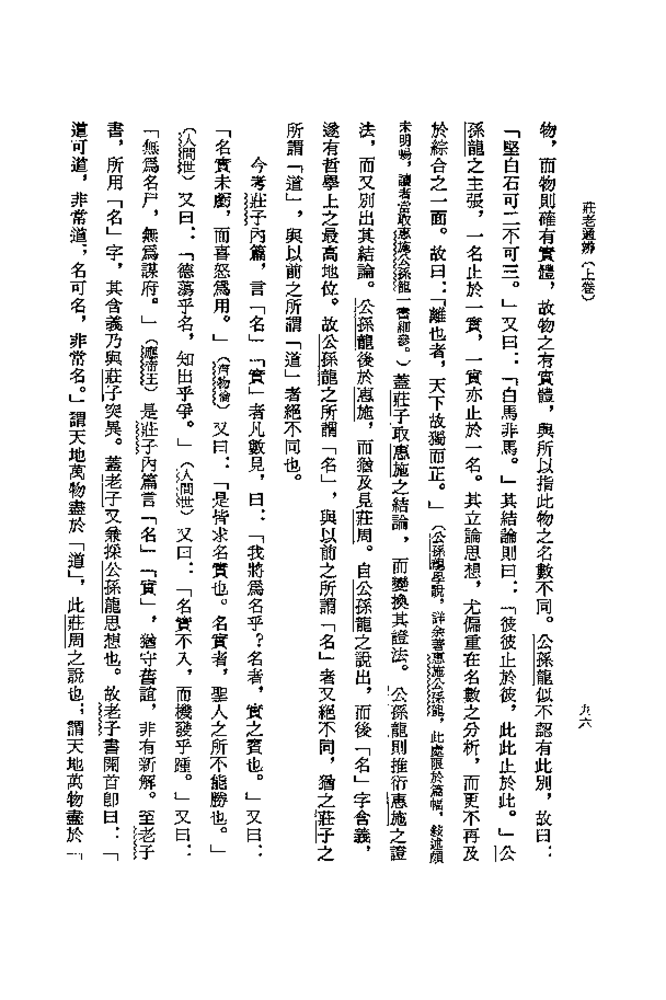 莊老通辨（上卷）
九六
物，而物則確有實體，故物之有實體，與所以指此物之名數不同。公孫龍似不認有此別，故曰：
「堅白石可二不可三。」又曰：「白馬非馬。」其結論則曰：「彼彼止於彼，此此止於此。」公
孫龍之主張，一名止於一實，一實亦止於一名。其立論思想，尤偏重在名數之分析，而更不再及
於綜合之一面。故曰：「離也者，天下故獨而正。」（公孫龍學說，詳余著惠施公孫龍，此處限於篇幅，敍述頗
未明暢，讀者當取惠施公孫龍一書細參。）蓋莊子取惠施之結論，而變換其證法。公孫龍則推衍惠施之證
法，而又別出其結論。公孫龍後於惠施，而猶及見莊周。自公孫龍之說出，而後「名」字含義，
遂有哲學上之最高地位。故公孫龍之所謂「名」，與以前之所謂「名」者又絕不同，猶之莊子之
所謂「道」，與以前之所謂「道」者絕不同也。
今考莊子內篇，言「名」「實」者凡數見，曰：「我將爲名乎？名者，實之賓也。」又曰：
「名實未虧，而喜怒爲用。」（齊物論）又曰：「是皆求名實也。名實者，聖人之所不能勝也。」
（人間世）又曰：「德蕩乎名，知出乎爭。」（人間世）又曰：「名實不入，而機發乎踵。」又曰：
「無爲名尸，無爲謀府。」（應帝王）是莊子內篇言「名」「實」，猶守舊誼，非有新解。至老子
書，所用「名」字，其含義乃與莊子突異。蓋老子又兼採公孫龍思想也。故老子書開首卽曰：「
道可道，非常道；名可名，非常名。」謂天地萬物盡於「道」，此莊周之說也；謂天地萬物盡於「